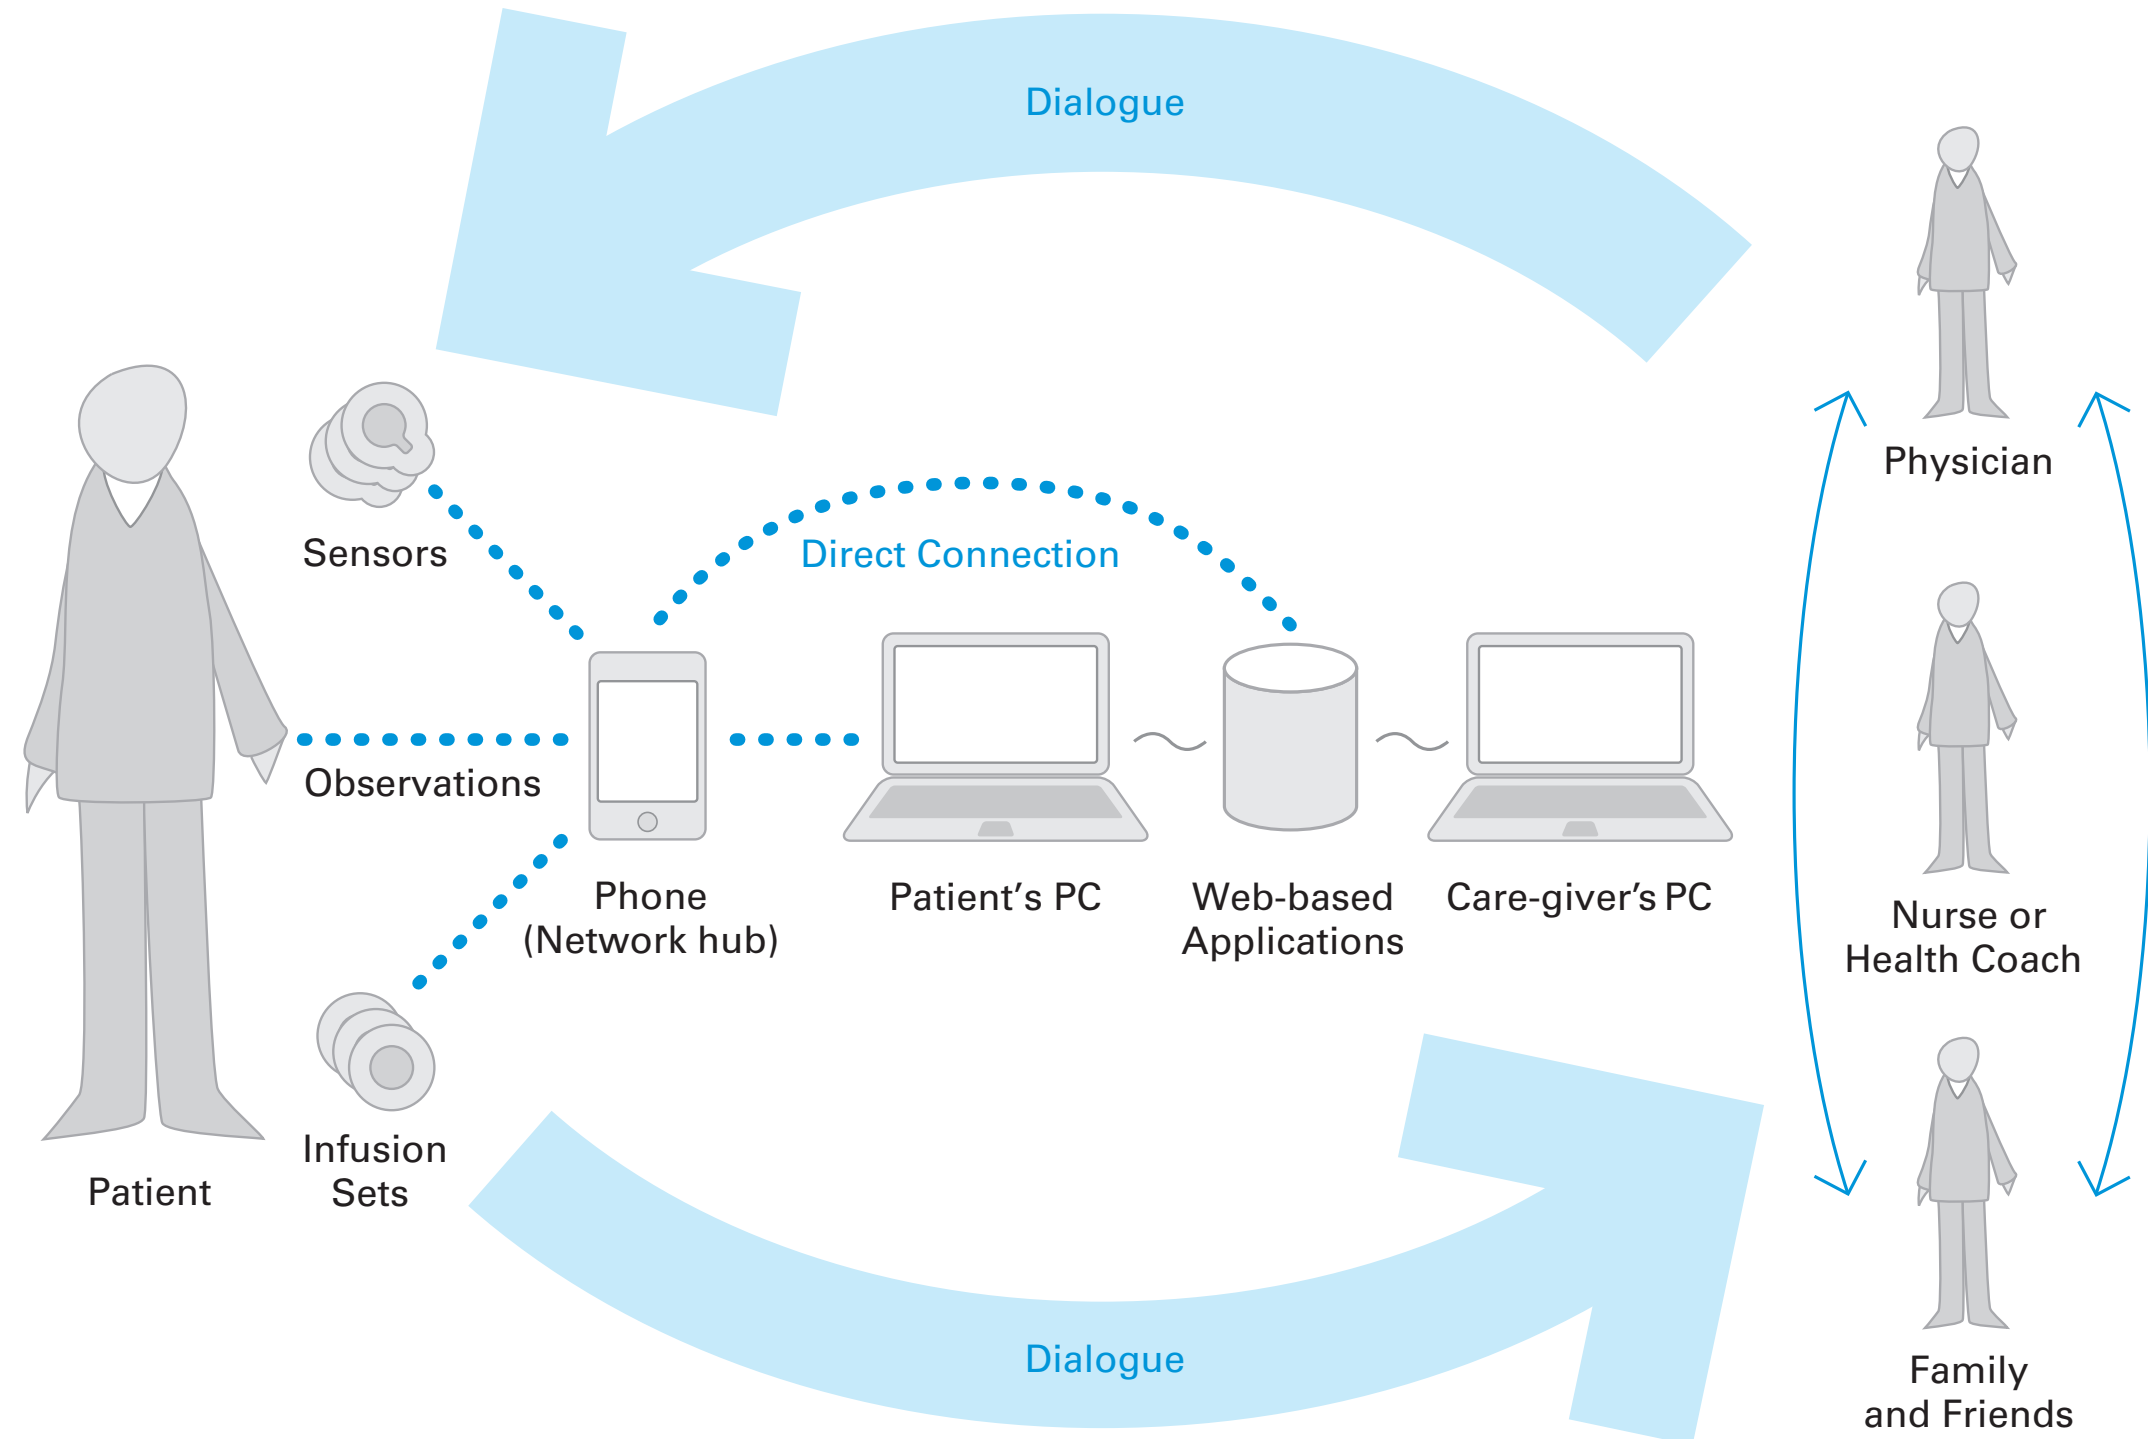 Dialogue
Physician
Sensors
Direct Connection
Observations
Phone
(Network hub)
Patient's PC
Web-based
Applications
Care-giver's PC
Nurse or
Health Coach
Infusion
Sets
Patient
Dialogue
Family
and Friends